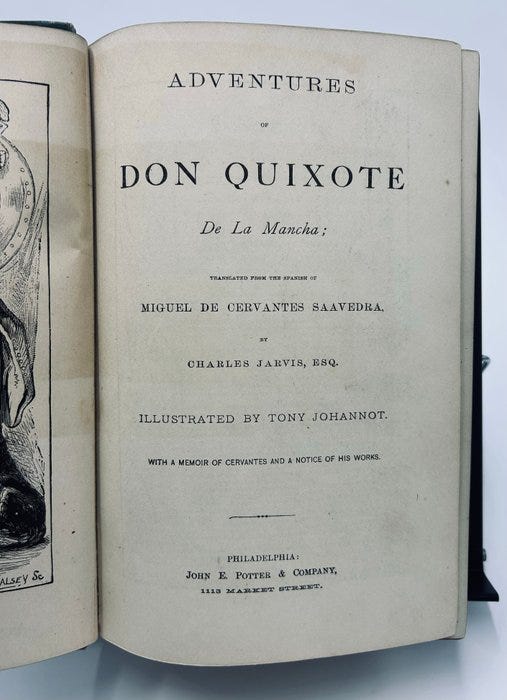 ADVENTURES
OF
DON QUIXOTE
De La Mancha;
TRANSLATED FROM THE SPANISH OF
MIGUEL DE CERVANTES SAAVEDRA,
BY
CHARLES JARVIS, ESQ.
ILLUSTRATED BY TONY JOHANNOT.
WITH A MEMOIR OF CERVANTES AND A NOTICE OF HIS WORKS.
PHILADELPHIA:
JOHN E. POTTER & COMPANY,
1113 MARKET STREET.